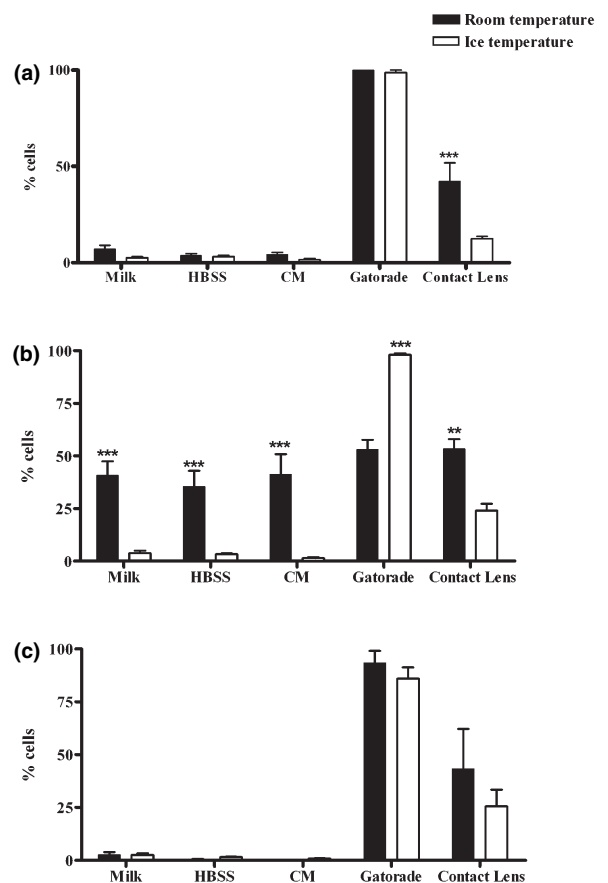 Room temperature
Ice temperature
(a)
100
50
0
% cells
***
Milk HBSS CM Gatorade Contact Lens
(b)
100
75
50
25
0
% cells
*** *** *** *** **
Milk HBSS CM Gatorade Contact Lens
(c)
100
75
50
25
0
% cells
Milk HBSS CM Gatorade Contact Lens